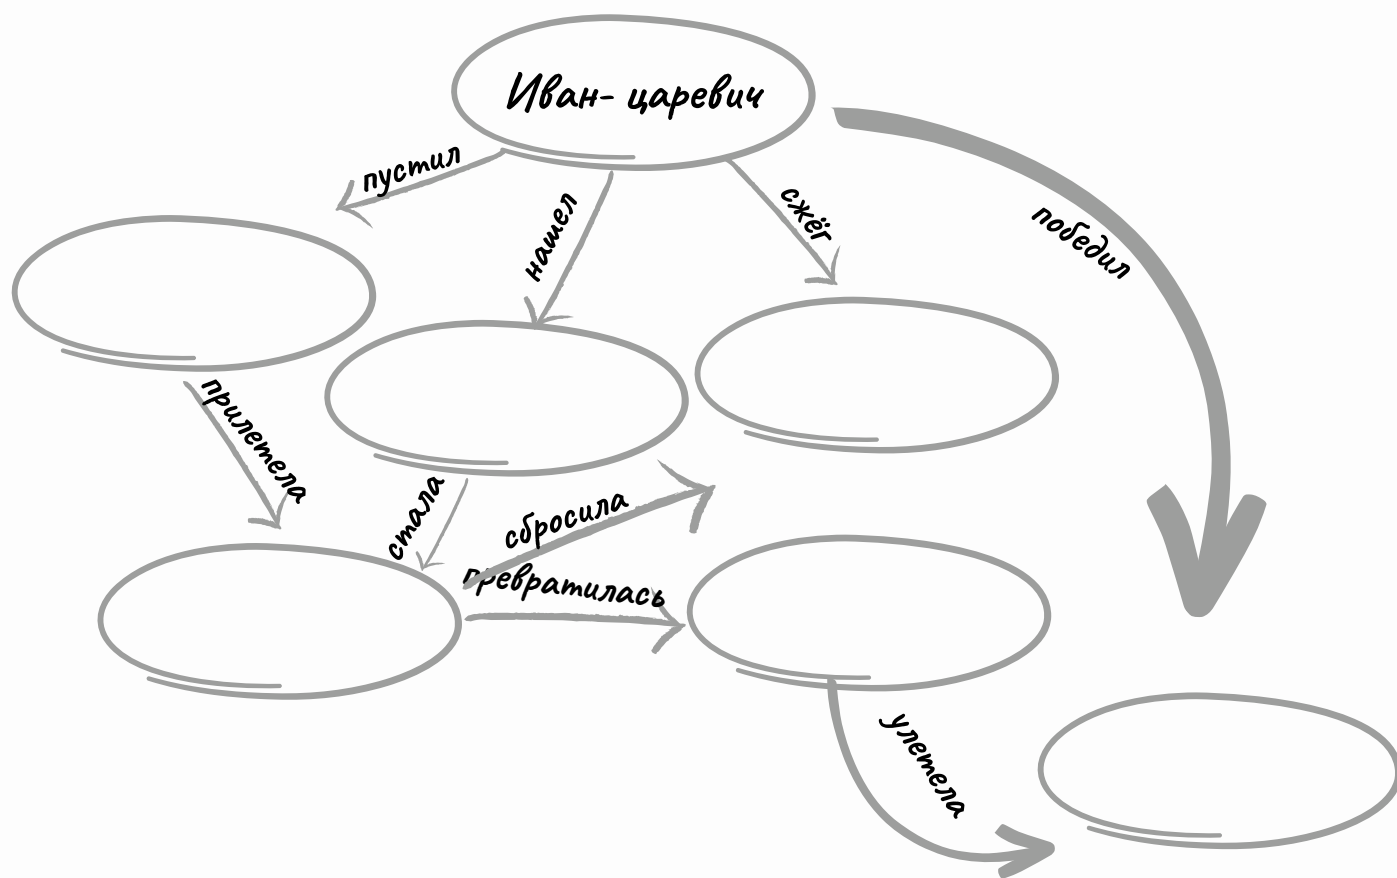 Иван- царевич
пустил
нашел
сжёг
победил
прилетела
стала
сбросила
превратилась
улетела